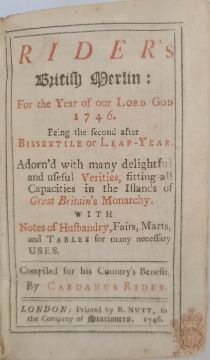 RIDER's
British Merlin:
For the Year of our LORD GOD
1746.
Being the second after
BISSEXTILE or LEAP-YEAR.
Adorn'd with many delightful
and useful Verities, fitting all
Capacities in the Islands of
Great Britain's Monarchy.
WITH
Notes of Husbandry, Fairs, Marts,
and TABLES for many necessary
USES.
Compiled for his Country's Benefit.
By CARDANUS RIDER.
LONDON: Printed by R. NUTT, fo
the Company of Stationers. 1746.